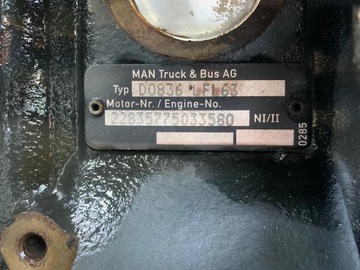 MAN Truck & Bus AG
Typ D0836 LFL63
Motor-Nr. / Engine-No.
22835775033580 NI/II
0285